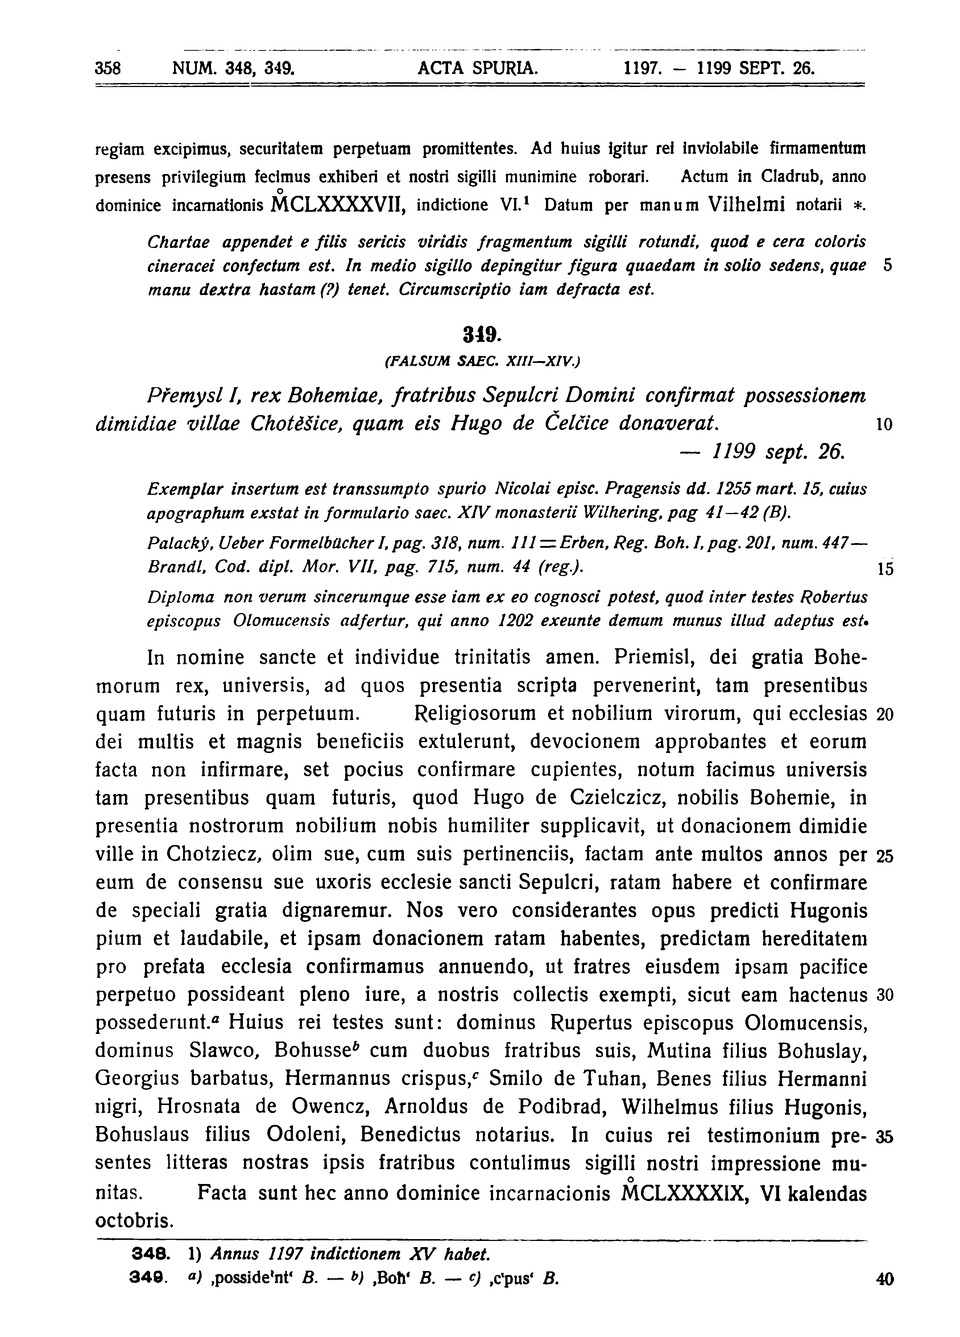 358 NUM. 348, 349. ACTA SPURIA. 1197. — 1199 SEPT. 26.
regiam excipimus, securitatem perpetuam promittentes. Ad huius igitur rei inviolabile firmamentum
presens privilegium fecimus exhiberi et nostri sigilli munimine roborari. Actum in Cladrub, anno
dominice incarnationis M̊CLXXXXVII, indictione VI.¹ Datum per manum Vilhelmi notarii *.
Chartae appendet e filis sericis viridis fragmentum sigilli rotundi, quod e cera coloris
cineracei confectum est. In medio sigillo depingitur figura quaedam in solio sedens, quae 5
manu dextra hastam (?) tenet. Circumscriptio iam defracta est.
349.
(FALSUM SAEC. XIII—XIV.)
Přemysl I, rex Bohemiae, fratribus Sepulcri Domini confirmat possessionem
dimidiae villae Chotěšice, quam eis Hugo de Čelčice donaverat. 10
— 1199 sept. 26.
Exemplar insertum est transsumpto spurio Nicolai episc. Pragensis dd. 1255 mart. 15, cuius
apographum exstat in formulario saec. XIV monasterii Wilhering, pag 41—42 (B).
Palacký, Ueber Formelbücher I, pag. 318, num. 111 = Erben, Reg. Boh. I, pag. 201, num. 447—
Brandl, Cod. dipl. Mor. VII, pag. 715, num. 44 (reg.). 15
Diploma non verum sincerumque esse iam ex eo cognosci potest, quod inter testes Robertus
episcopus Olomucensis adfertur, qui anno 1202 exeunte demum munus illud adeptus est.
In nomine sancte et individue trinitatis amen. Priemisl, dei gratia Bohe-
morum rex, universis, ad quos presentia scripta pervenerint, tam presentibus
quam futuris in perpetuum. Religiosorum et nobilium virorum, qui ecclesias 20
dei multis et magnis beneficiis extulerunt, devocionem approbantes et eorum
facta non infirmare, set pocius confirmare cupientes, notum facimus universis
tam presentibus quam futuris, quod Hugo de Czielczicz, nobilis Bohemie, in
presentia nostrorum nobilium nobis humiliter supplicavit, ut donacionem dimidie
ville in Chotziecz, olim sue, cum suis pertinenciis, factam ante multos annos per 25
eum de consensu sue uxoris ecclesie sancti Sepulcri, ratam habere et confirmare
de speciali gratia dignaremur. Nos vero considerantes opus predicti Hugonis
pium et laudabile, et ipsam donacionem ratam habentes, predictam hereditatem
pro prefata ecclesia confirmamus annuendo, ut fratres eiusdem ipsam pacifice
perpetuo possideant pleno iure, a nostris collectis exempti, sicut eam hactenus 30
possederunt.ᵃ Huius rei testes sunt: dominus Rupertus episcopus Olomucensis,
dominus Slawco, Bohusseᵇ cum duobus fratribus suis, Mutina filius Bohuslay,
Georgius barbatus, Hermannus crispus,ᶜ Smilo de Tuhan, Benes filius Hermanni
nigri, Hrosnata de Owencz, Arnoldus de Podibrad, Wilhelmus filius Hugonis,
Bohuslaus filius Odoleni, Benedictus notarius. In cuius rei testimonium pre- 35
sentes litteras nostras ipsis fratribus contulimus sigilli nostri impressione mu-
nitas. Facta sunt hec anno dominice incarnacionis M̊CLXXXXIX, VI kalendas
octobris.
348. 1) Annus 1197 indictionem XV habet.
349. a) ‚possideꞌnt‘ B. — b) ‚Boh̄‘ B. — c) ‚cꞌpus‘ B. 40